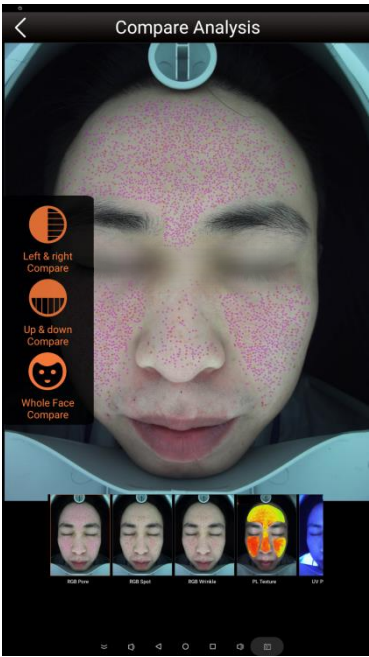 Compare Analysis
Left & right
Compare
Up & down
Compare
Whole Face
Compare
RGB Pore
RGB Spot
RGB Wrinkle
PL Texture
UV P